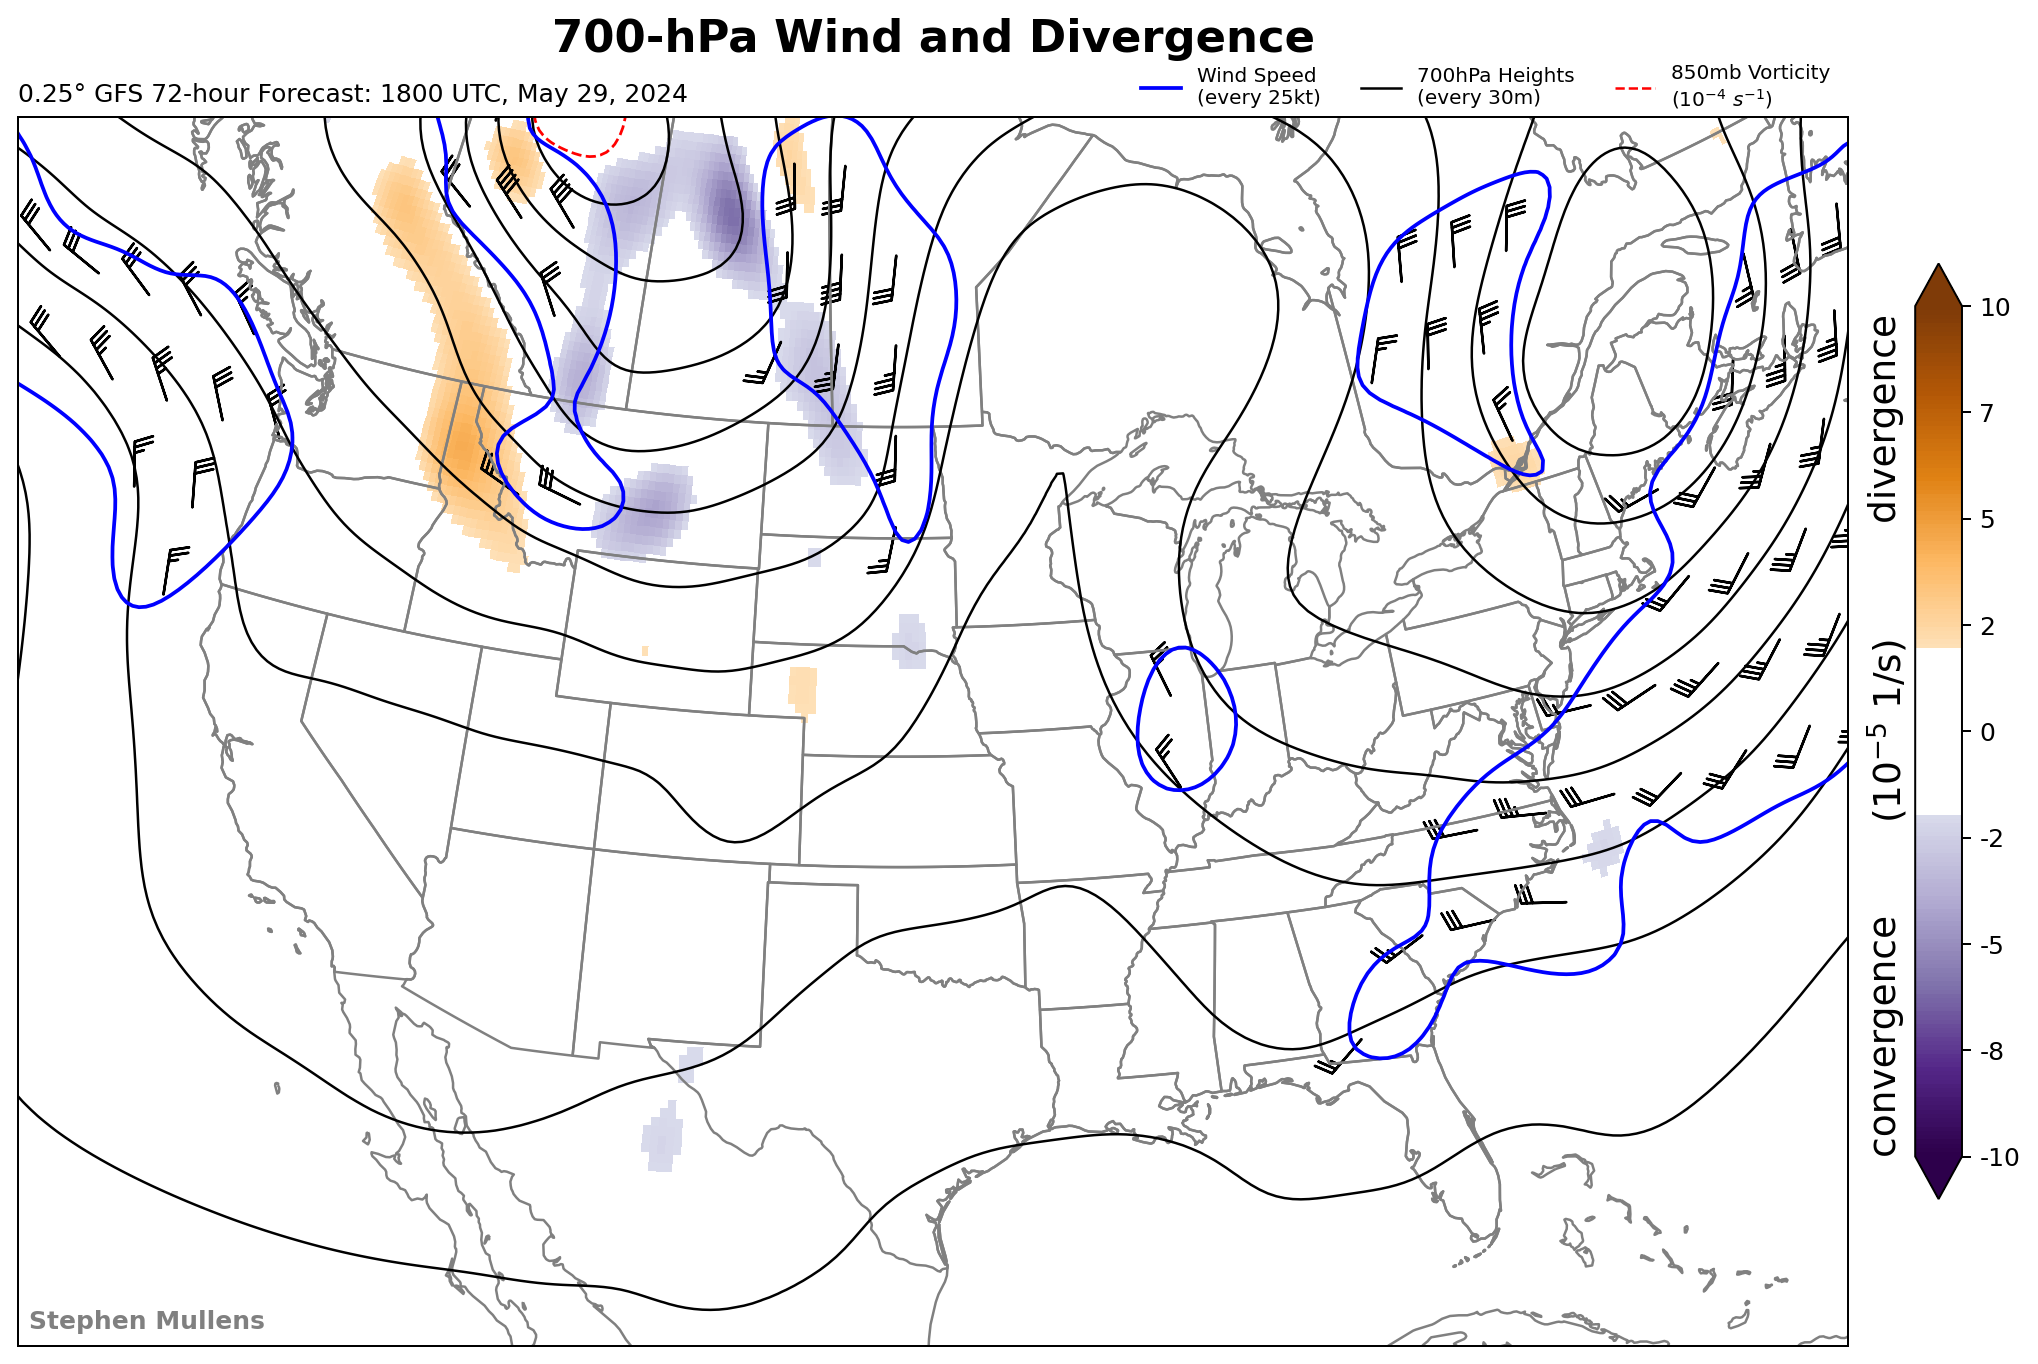 700-hPa Wind and Divergence
0.25° GFS 72-hour Forecast: 1800 UTC, May 29, 2024
Wind Speed
(every 25kt)
700hPa Heights
(every 30m)
850mb Vorticity
(10⁻⁴ s⁻¹)
10
7
5
2
0
-2
-5
-8
-10
convergence (10⁻⁵ 1/s) divergence
Stephen Mullens